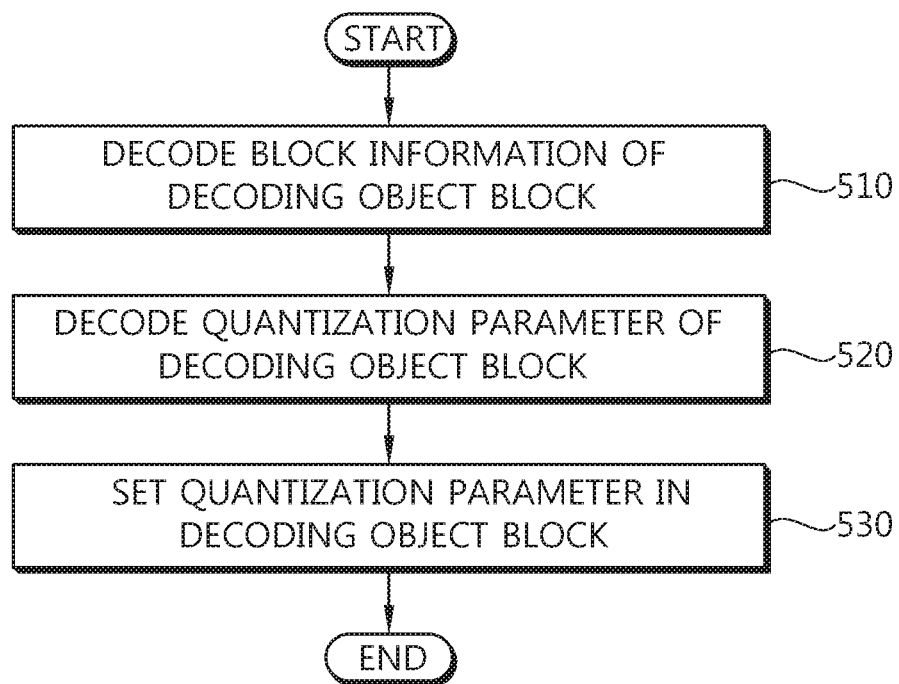 START
DECODE BLOCK INFORMATION OF
DECODING OBJECT BLOCK
510
DECODE QUANTIZATION PARAMETER OF
DECODING OBJECT BLOCK
520
SET QUANTIZATION PARAMETER IN
DECODING OBJECT BLOCK
530
END